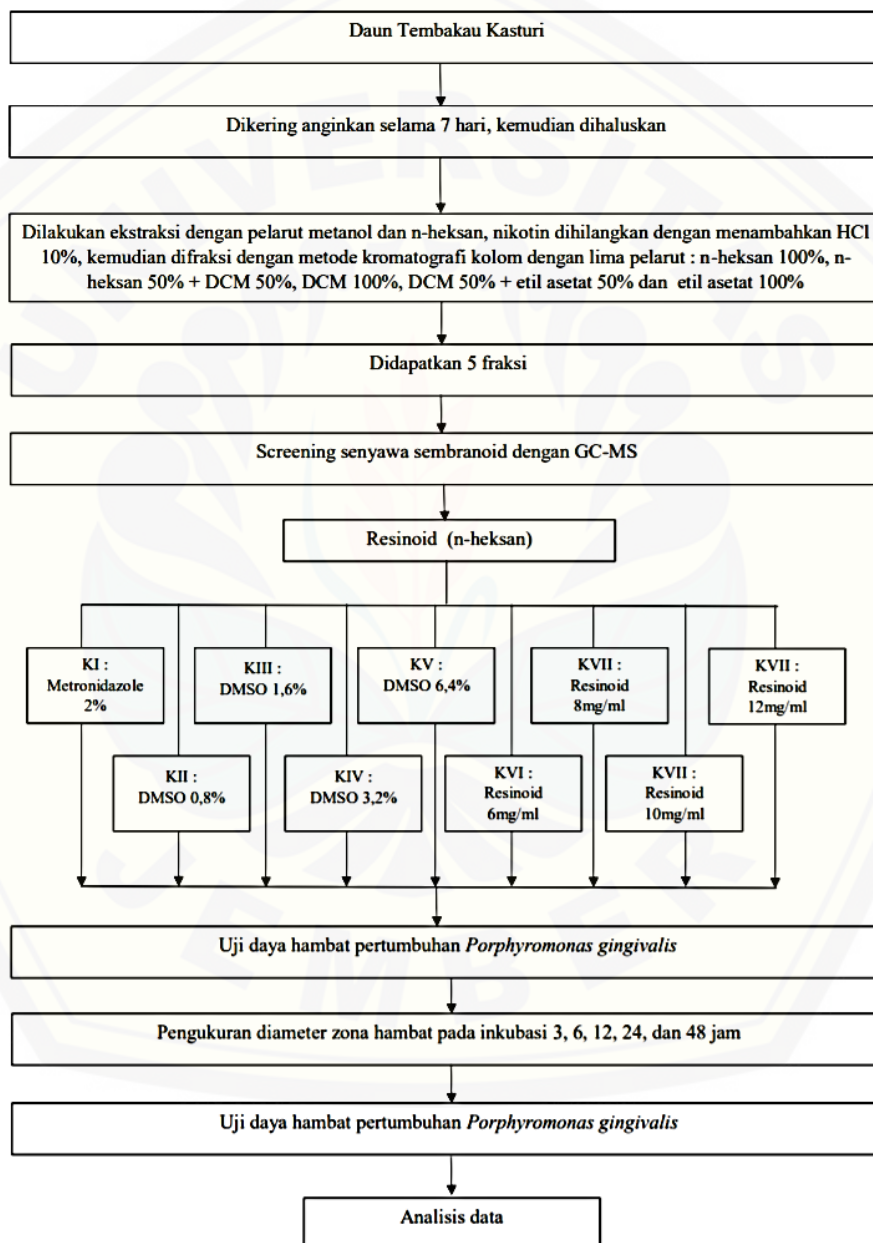 Daun Tembakau Kasturi
Dikering anginkan selama 7 hari, kemudian dihaluskan
Dilakukan ekstraksi dengan pelarut metanol dan n-heksan, nikotin dihilangkan dengan menambahkan HCl
10%, kemudian difraksi dengan metode kromatografi kolom dengan lima pelarut : n-heksan 100%, n-
heksan 50% + DCM 50%, DCM 100%, DCM 50% + etil asetat 50% dan etil asetat 100%
Didapatkan 5 fraksi
Screening senyawa sembranoid dengan GC-MS
Resinoid (n-heksan)
KI :
Metronidazole
2%
KII :
DMSO 0,8%
KIII :
DMSO 1,6%
KIV :
DMSO 3,2%
KV :
DMSO 6,4%
KVI :
Resinoid
6mg/ml
KVII :
Resinoid
8mg/ml
KVII :
Resinoid
10mg/ml
KVII :
Resinoid
12mg/ml
Uji daya hambat pertumbuhan Porphyromonas gingivalis
Pengukuran diameter zona hambat pada inkubasi 3, 6, 12, 24, dan 48 jam
Uji daya hambat pertumbuhan Porphyromonas gingivalis
Analisis data
UNIVERSITAS
JEMBER